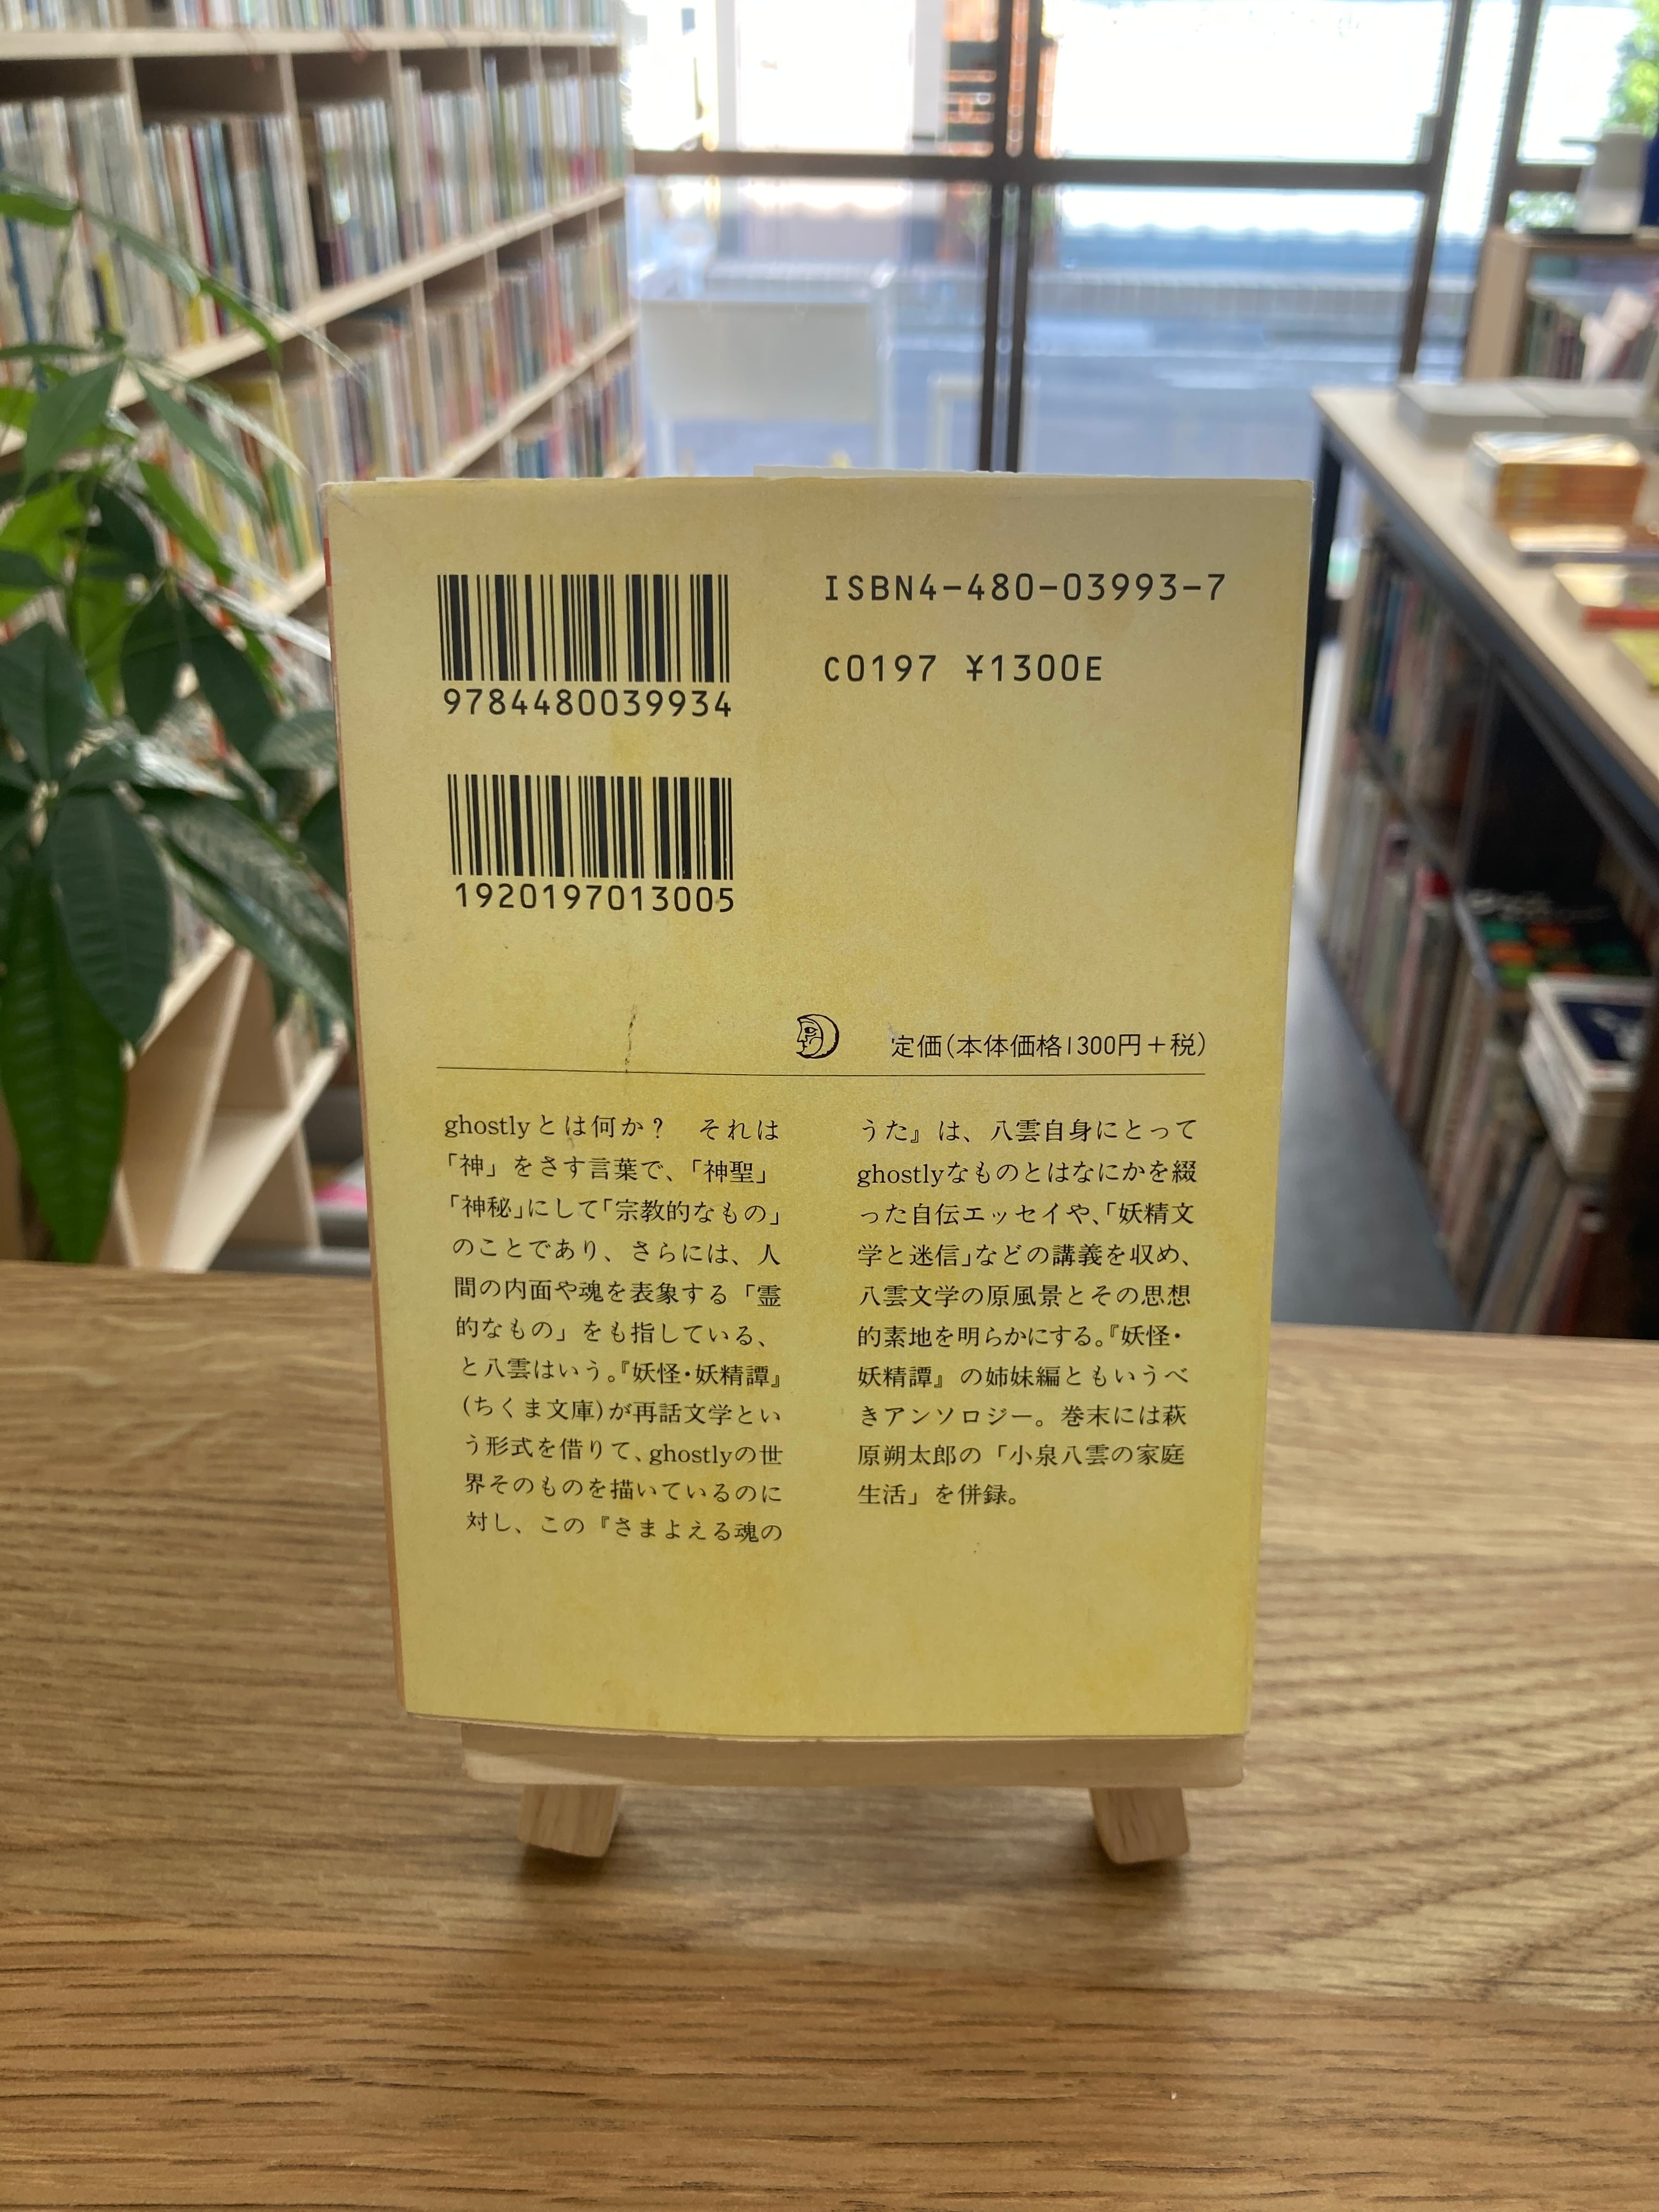 ISBN4-480-03993-7
C0197 ¥1300E
9784480039934
1920197013005
定価(本体価格1300円+税)
ghostlyとは何か? それは
「神」をさす言葉で、「神聖」
「神秘」にして「宗教的なもの」
のことであり、さらには、人
間の内面や魂を表象する「霊
的なもの」をも指している、
と八雲はいう。『妖怪・妖精譚』
(ちくま文庫)が再話文学とい
う形式を借りて、ghostlyの世
界そのものを描いているのに
対し、この『さまよえる魂の
うた』は、八雲自身にとって
ghostlyなものとはなにかを綴
った自伝エッセイや、「妖精文
学と迷信」などの講義を収め、
八雲文学の原風景とその思想
的素地を明らかにする。『妖怪・
妖精譚』の姉妹編ともいうべ
きアンソロジー。巻末には萩
原朔太郎の「小泉八雲の家庭
生活」を併録。